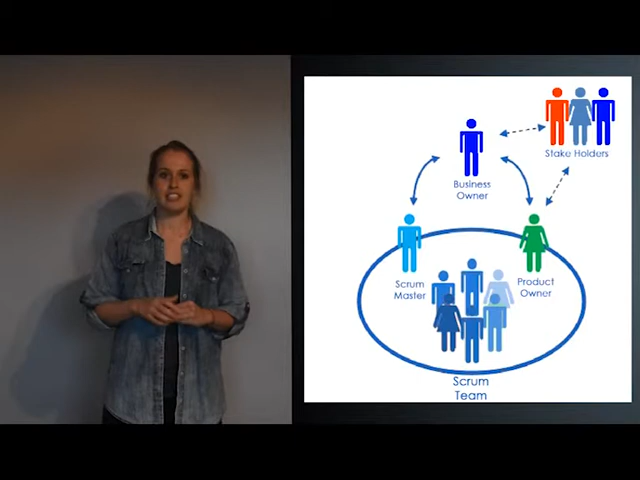 Stake Holders
Business
Owner
Scrum
Master
Product
Owner
Scrum
Team